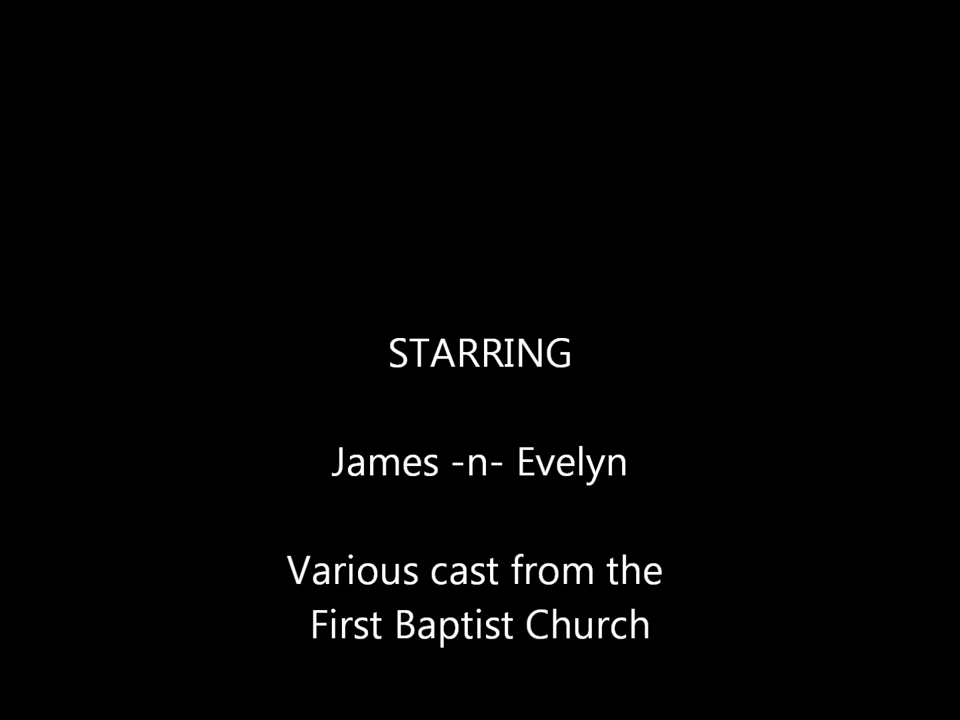 STARRING
James -n- Evelyn
Various cast from the
First Baptist Church